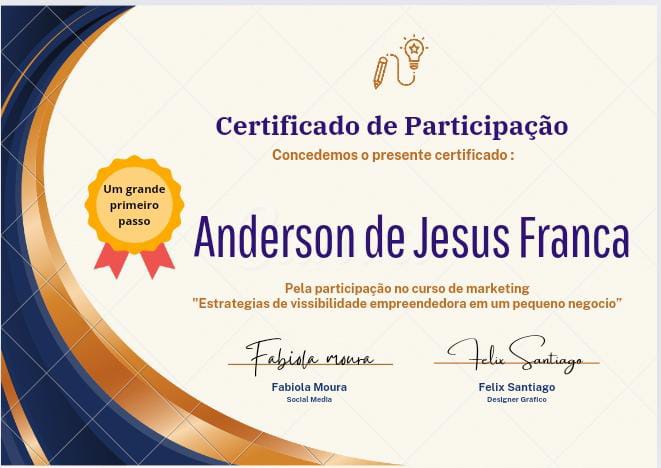 Certificado de Participação
Concedemos o presente certificado :
Um grande
primeiro
passo
Anderson de Jesus Franca
Pela participação no curso de marketing
"Estrategias de vissibilidade empreendedora em um pequeno negocio”
Fabiola moura
Felix Santiago
Fabiola Moura
Social Media
Felix Santiago
Designer Gráfico